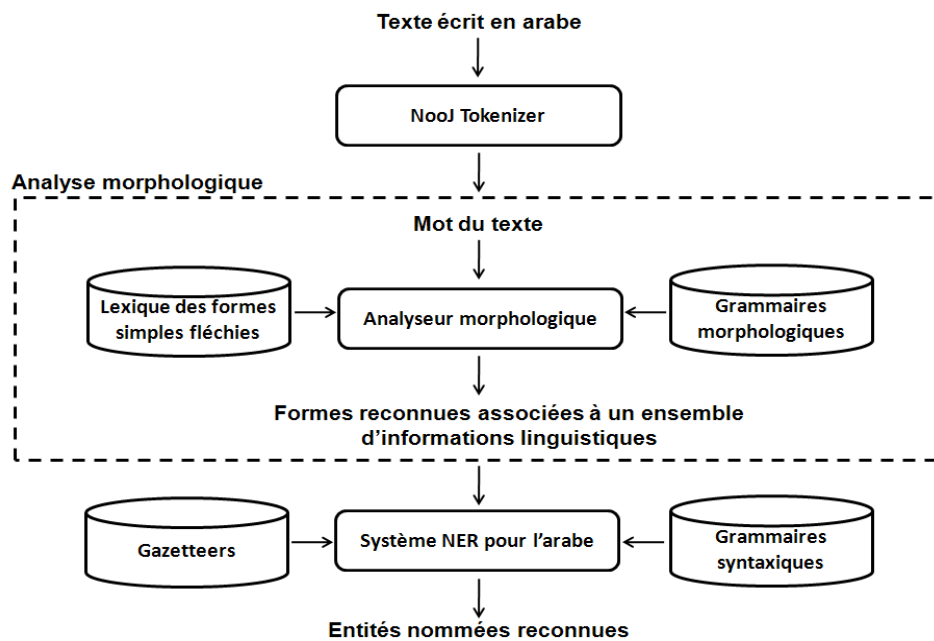 Texte écrit en arabe
NooJ Tokenizer
Analyse morphologique
Mot du texte
Lexique des formes
simples fléchies
Analyseur morphologique
Grammaires
morphologiques
Formes reconnues associées à un ensemble
d'informations linguistiques
Gazetteers
Système NER pour l'arabe
Grammaires
syntaxiques
Entités nommées reconnues